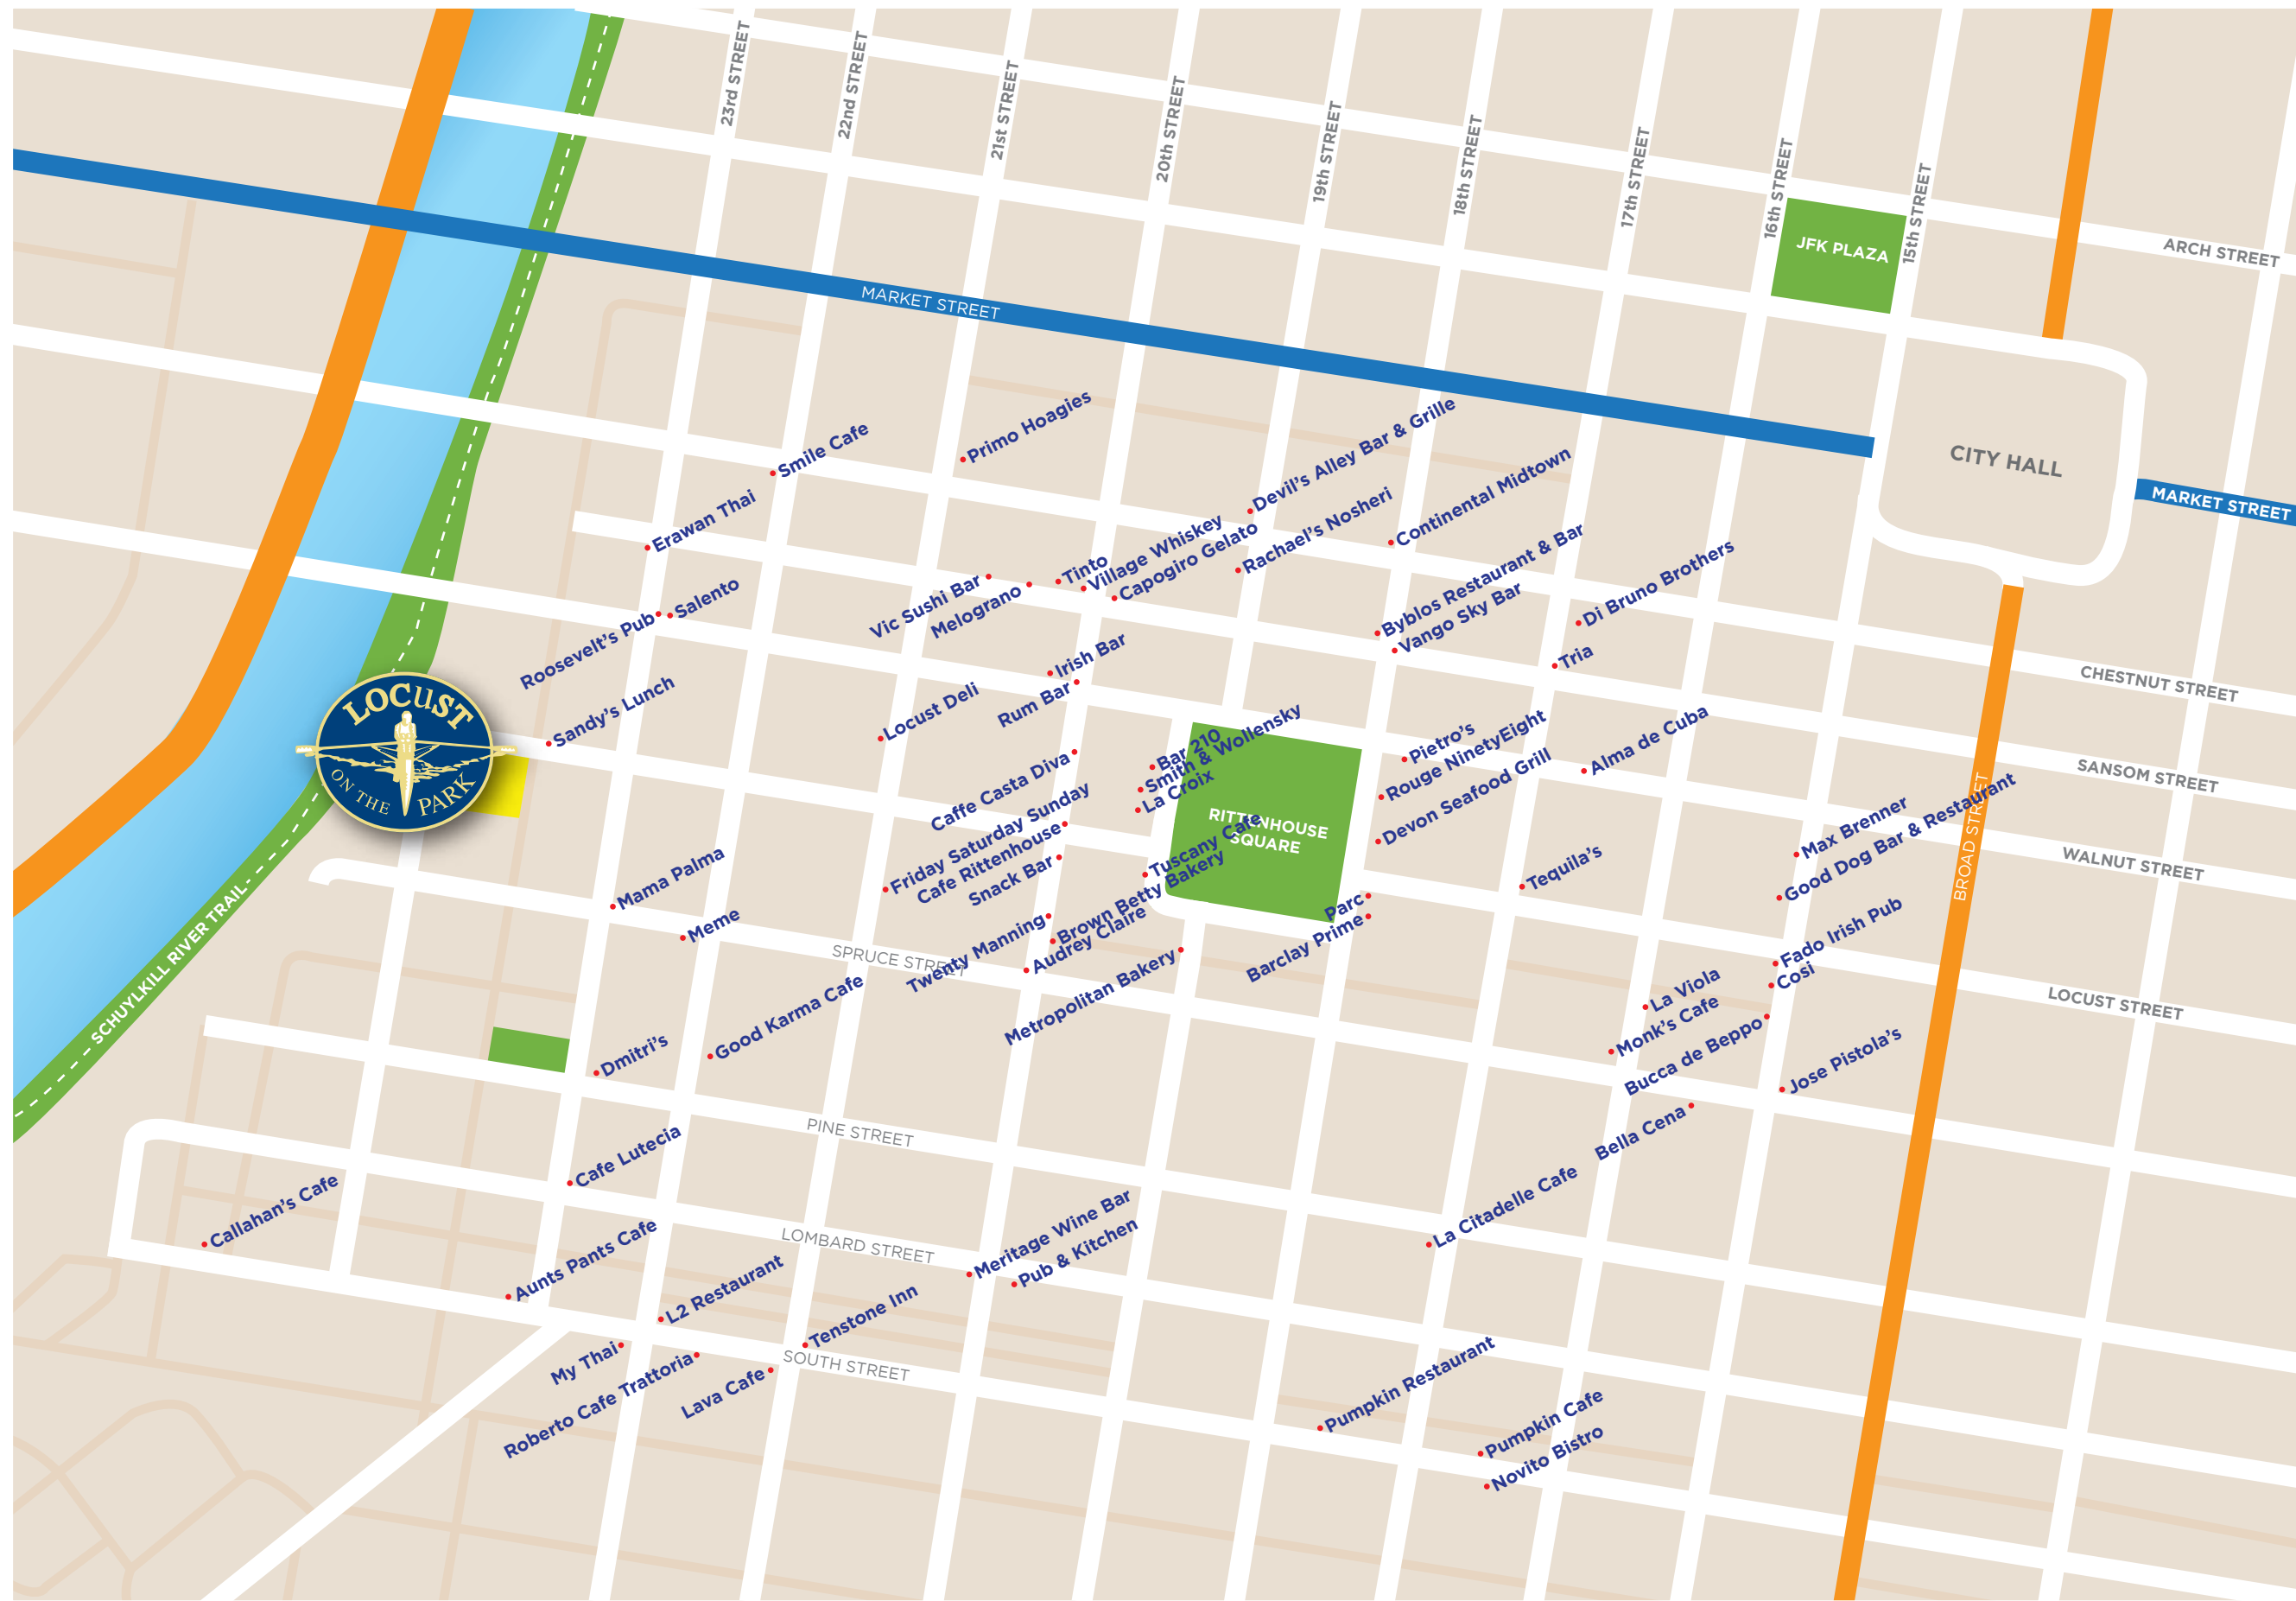 23rd STREET
22nd STREET
21st STREET
20th STREET
19th STREET
18th STREET
17th STREET
16th STREET
15th STREET
JFK PLAZA
ARCH STREET
MARKET STREET
CITY HALL
MARKET STREET
Smile Cafe
Primo Hoagies
Devil's Alley Bar & Grille
Erawan Thai
Continental Midtown
Rachael's Nosheri
Tinto
Village Whiskey
Capogiro Gelato
Vic Sushi Bar
Melograno
Salento
Roosevelt's Pub
Byblos Restaurant & Bar
Vango Sky Bar
Di Bruno Brothers
Tria
CHESTNUT STREET
Irish Bar
Rum Bar
Sandy's Lunch
Locust Deli
LOCUST
ON THE
PARK
Bar 210
Smith & Wollensky
La Croix
Caffe Casta Diva
Pietro's
Rouge NinetyEight
Devon Seafood Grill
Alma de Cuba
SANSOM STREET
BROAD STREET
RITTENHOUSE
SQUARE
Friday Saturday Sunday
Cafe Rittenhouse
Snack Bar
Tuscany Cafe
Brown Betty Bakery
Audrey Claire
Twenty Manning
Metropolitan Bakery
Parc
Barclay Prime
Tequila's
Max Brenner
Good Dog Bar & Restaurant
WALNUT STREET
Mama Palma
Meme
SPRUCE STREET
Fado Irish Pub
Cosi
La Viola
Monk's Cafe
Bucca de Beppo
LOCUST STREET
SCHUYLKILL RIVER TRAIL
Good Karma Cafe
Dmitri's
Jose Pistola's
Bella Cena
PINE STREET
Cafe Lutecia
Callahan's Cafe
La Citadelle Cafe
Aunts Pants Cafe
LOMBARD STREET
Meritage Wine Bar
Pub & Kitchen
L2 Restaurant
Tenstone Inn
My Thai
Roberto Cafe Trattoria
Lava Cafe
SOUTH STREET
Pumpkin Restaurant
Pumpkin Cafe
Novito Bistro